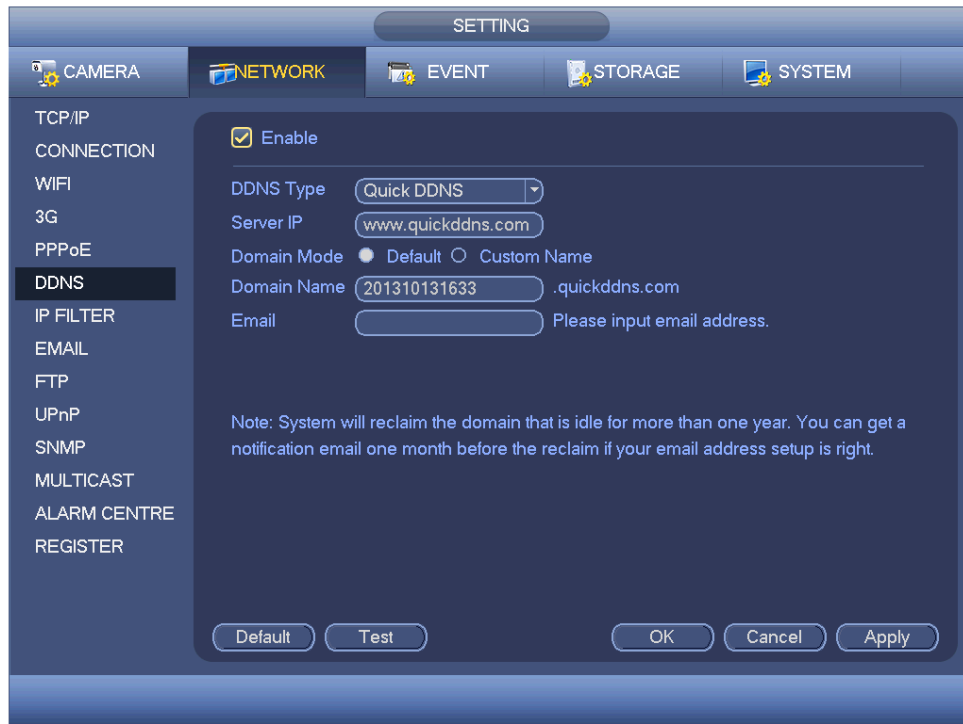 SETTING
CAMERA NETWORK EVENT STORAGE SYSTEM
TCP/IP
CONNECTION
WIFI
3G
PPPoE
DDNS
IP FILTER
EMAIL
FTP
UPnP
SNMP
MULTICAST
ALARM CENTRE
REGISTER
Enable
DDNS Type Quick DDNS
Server IP www.quickddns.com
Domain Mode Default Custom Name
Domain Name 201310131633 .quickddns.com
Email Please input email address.
Note: System will reclaim the domain that is idle for more than one year. You can get a
notification email one month before the reclaim if your email address setup is right.
Default Test OK Cancel Apply